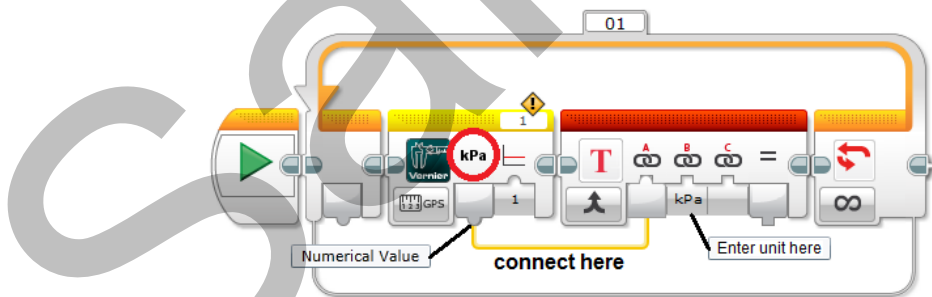 01
1
Vernier
kPa
GPS
1
T
A B C =
kPa
∞
Numerical Value
connect here
Enter unit here